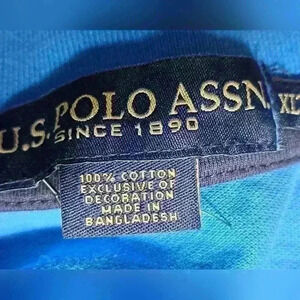 U.S. POLO ASSN.
SINCE 1890
XL
100% COTTON
EXCLUSIVE OF
DECORATION
MADE IN
BANGLADESH